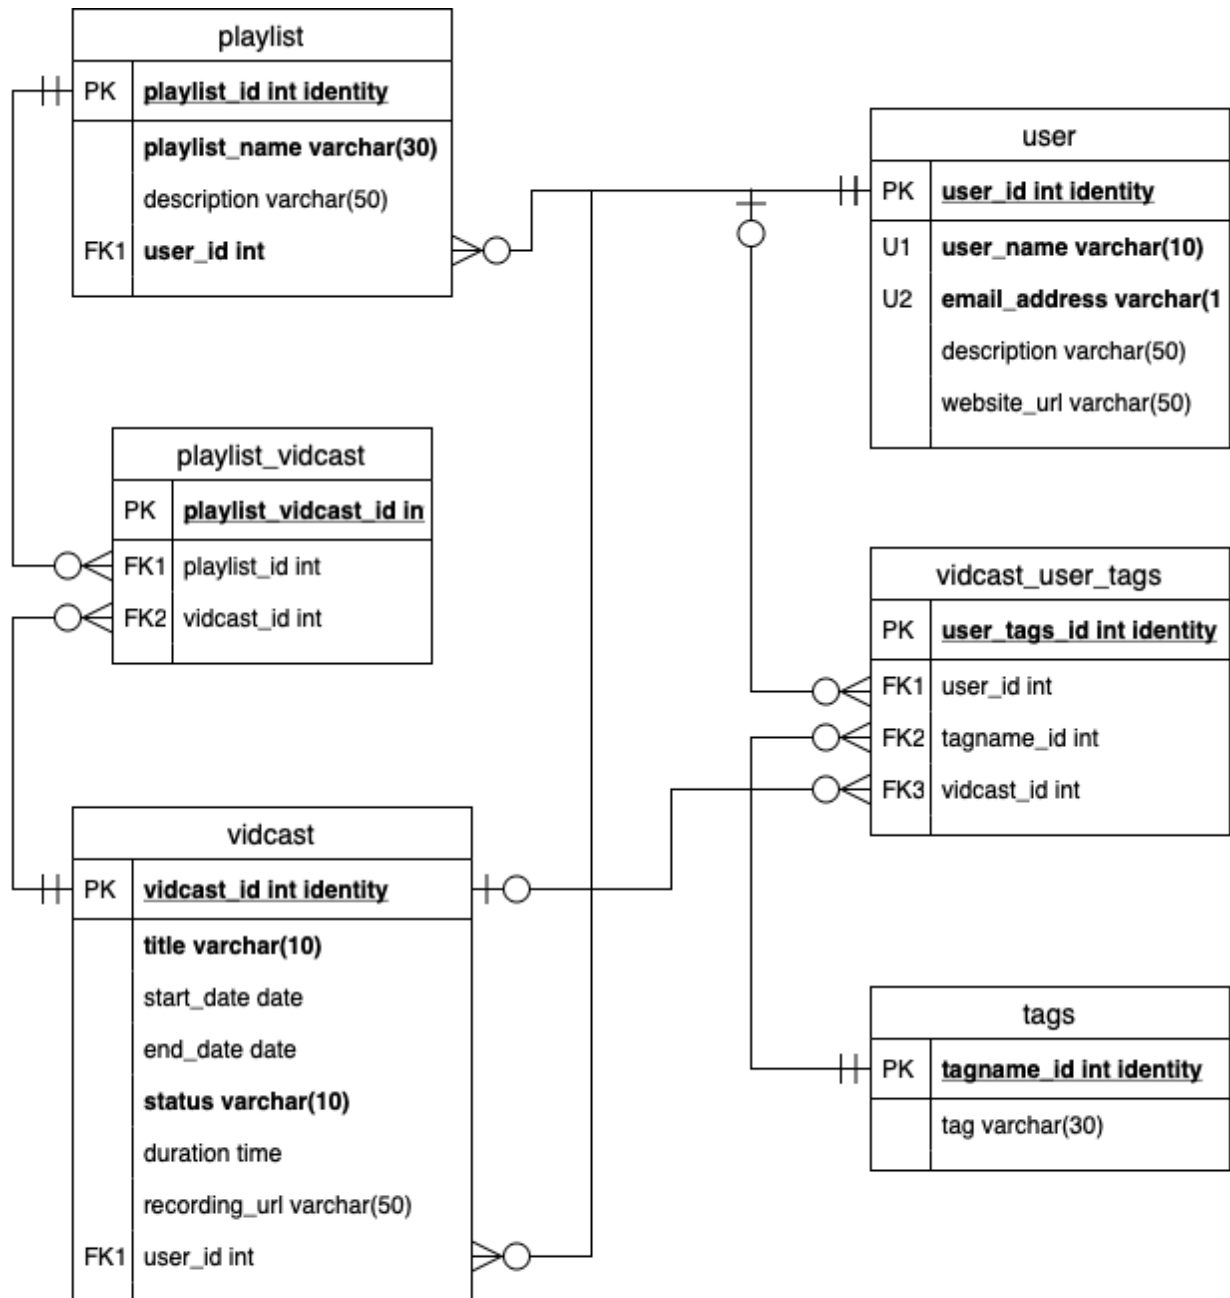 playlist
PK playlist_id int identity
playlist_name varchar(30)
description varchar(50)
FK1 user_id int
user
PK user_id int identity
U1 user_name varchar(10)
U2 email_address varchar(1
description varchar(50)
website_url varchar(50)
playlist_vidcast
PK playlist_vidcast_id in
FK1 playlist_id int
FK2 vidcast_id int
vidcast_user_tags
PK user_tags_id int identity
FK1 user_id int
FK2 tagname_id int
FK3 vidcast_id int
vidcast
PK vidcast_id int identity
title varchar(10)
start_date date
end_date date
status varchar(10)
duration time
recording_url varchar(50)
FK1 user_id int
tags
PK tagname_id int identity
tag varchar(30)